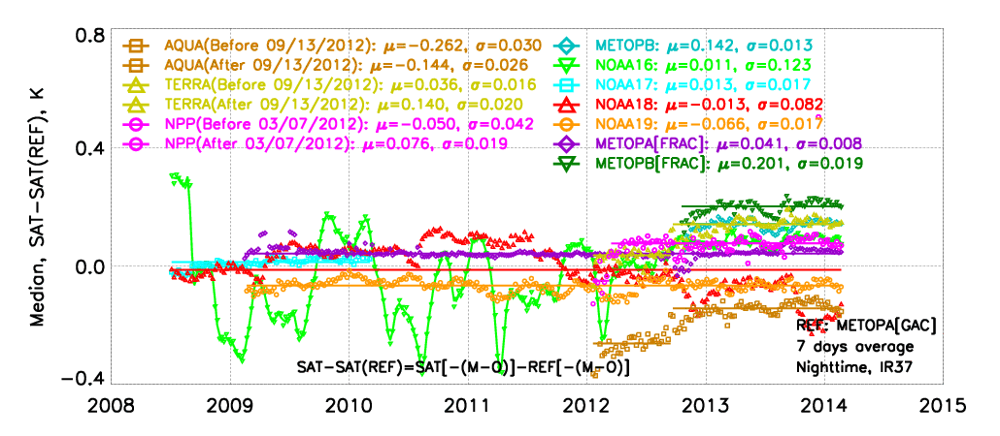 0.8
AQUA(Before 09/13/2012): μ=-0.262, σ=0.030
AQUA(After 09/13/2012): μ=-0.144, σ=0.026
TERRA(Before 09/13/2012): μ=0.036, σ=0.016
TERRA(After 09/13/2012): μ=0.140, σ=0.020
NPP(Before 03/07/2012): μ=-0.050, σ=0.042
NPP(After 03/07/2012): μ=0.076, σ=0.019
METOPB: μ=0.142, σ=0.013
NOAA16: μ=0.011, σ=0.123
NOAA17: μ=0.013, σ=0.017
NOAA18: μ=-0.013, σ=0.082
NOAA19: μ=-0.066, σ=0.017
METOPA[FRAC]: μ=0.041, σ=0.008
METOPB[FRAC]: μ=0.201, σ=0.019
0.4
0.0
-0.4
Median, SAT-SAT(REF), K
REF: METOPA[GAC]
7 days average
Nighttime, IR37
SAT-SAT(REF)=SAT[-(M-O)]-REF[-(M-O)]
2008 2009 2010 2011 2012 2013 2014 2015